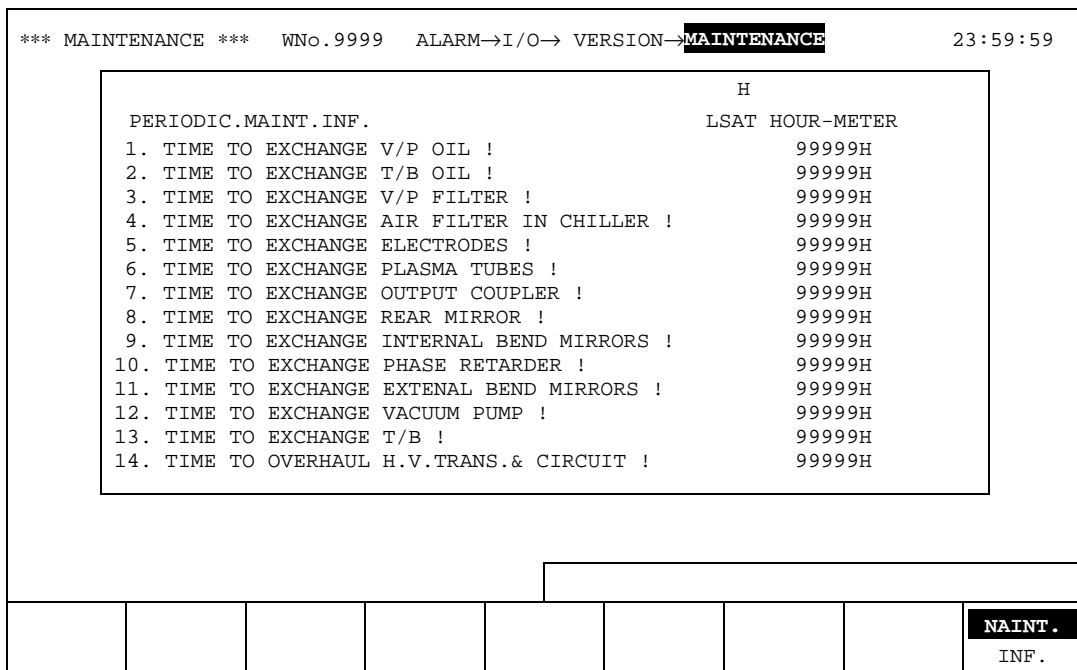 *** MAINTENANCE *** WNo.9999 ALARM→I/O→ VERSION→MAINTENANCE 23:59:59
H
PERIODIC.MAINT.INF. LSAT HOUR-METER
1. TIME TO EXCHANGE V/P OIL ! 99999H
2. TIME TO EXCHANGE T/B OIL ! 99999H
3. TIME TO EXCHANGE V/P FILTER ! 99999H
4. TIME TO EXCHANGE AIR FILTER IN CHILLER ! 99999H
5. TIME TO EXCHANGE ELECTRODES ! 99999H
6. TIME TO EXCHANGE PLASMA TUBES ! 99999H
7. TIME TO EXCHANGE OUTPUT COUPLER ! 99999H
8. TIME TO EXCHANGE REAR MIRROR ! 99999H
9. TIME TO EXCHANGE INTERNAL BEND MIRRORS ! 99999H
10. TIME TO EXCHANGE PHASE RETARDER ! 99999H
11. TIME TO EXCHANGE EXTENAL BEND MIRRORS ! 99999H
12. TIME TO EXCHANGE VACUUM PUMP ! 99999H
13. TIME TO EXCHANGE T/B ! 99999H
14. TIME TO OVERHAUL H.V.TRANS.& CIRCUIT ! 99999H
NAINT.
INF.